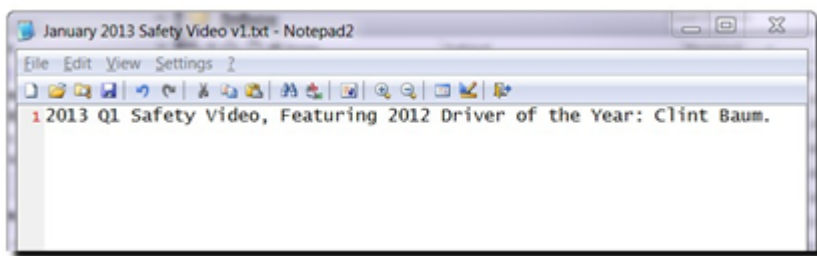 January 2013 Safety Video v1.txt - Notepad2
File Edit View Settings ?
1 2013 Q1 Safety Video, Featuring 2012 Driver of the Year: Clint Baum.